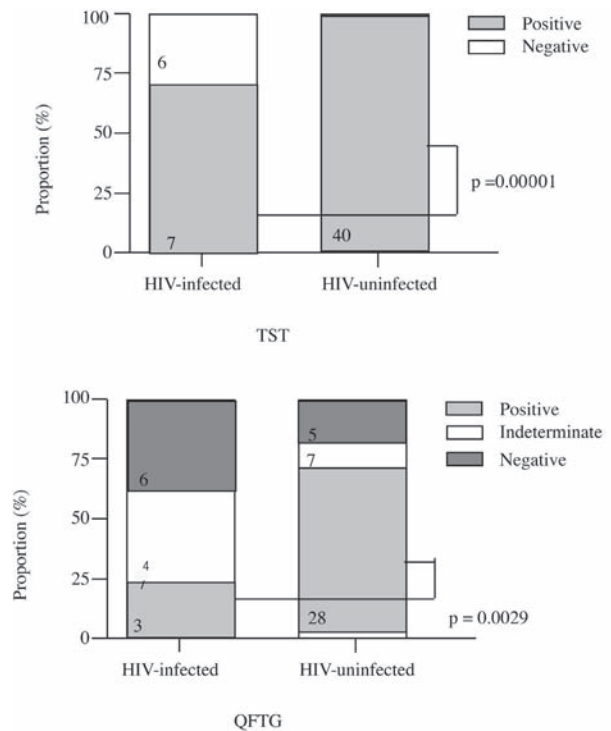 100
75
50
25
0
Proportion (%)
6
7
40
Positive
Negative
p =0.00001
HIV-infected
HIV-uninfected
TST
100
75
50
25
0
Proportion (%)
6
4
3
5
7
28
Positive
Indeterminate
Negative
p = 0.0029
HIV-infected
HIV-uninfected
QFTG